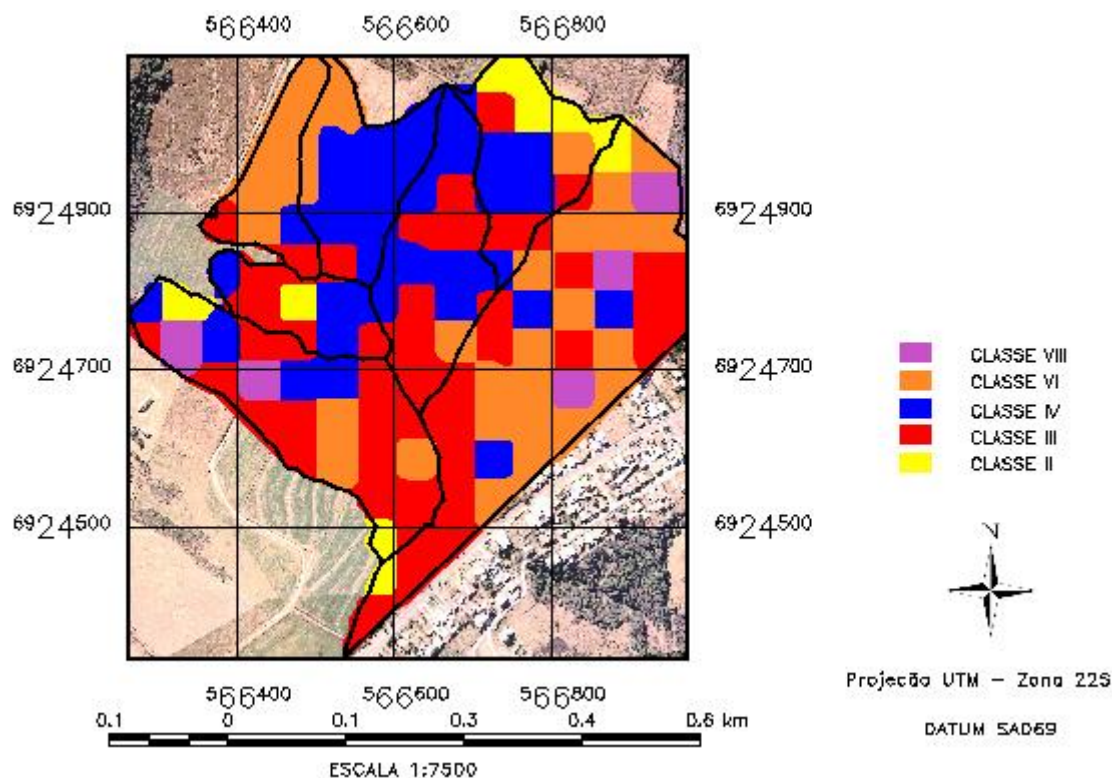 566400 566600 566800
6924900 6924900
6924700 6924700
CLASSE VIII
CLASSE VI
CLASSE IV
CLASSE III
CLASSE II
6924500 6924500
N
566400 566600 566800
Projecão UTM – Zona 22S
0.1 0 0.1 0.3 0.4 0.6 km
DATUM SAD69
ESCALA 1:7500